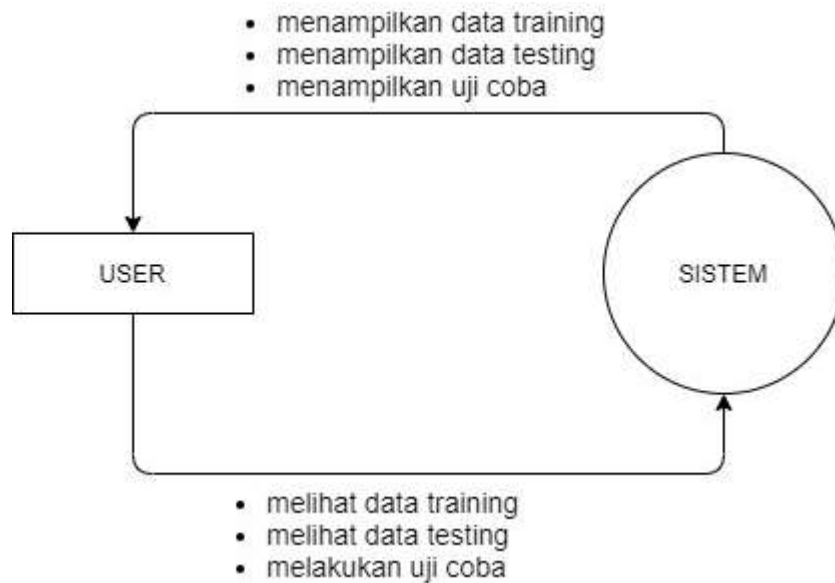 • menampilkan data training
• menampilkan data testing
• menampilkan uji coba
USER
SISTEM
• melihat data training
• melihat data testing
• melakukan uji coba